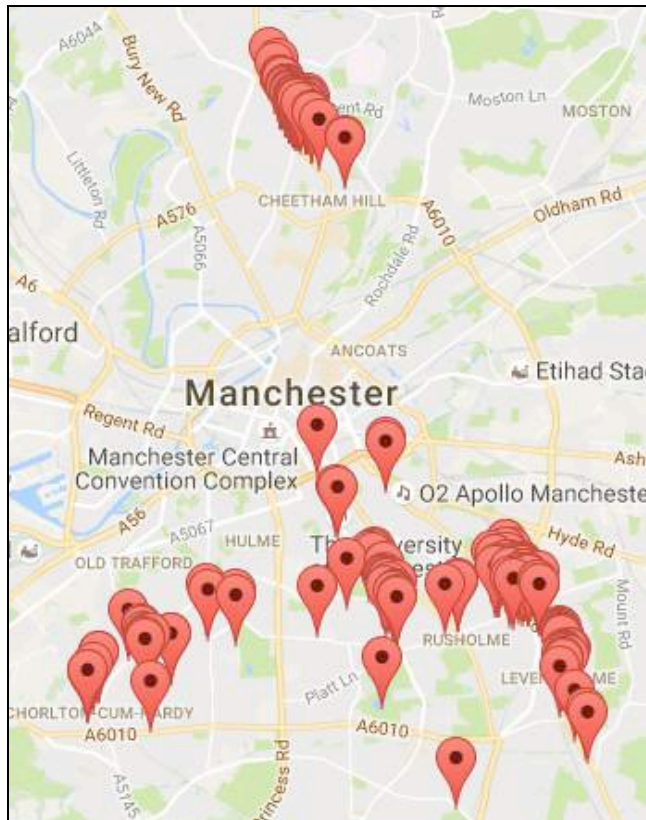 A6044
Bury New Rd
Moston Ln
MOSTON
Littleton Rd
CHEETHAM HILL
A576
A6010
Oldham Rd
A5066
Rochdale Rd
A6
alford
ANCOATS
Etihad Sta
Manchester
Regent Rd
Manchester Central
Convention Complex
Ash
O2 Apollo Mancheste
A56
A5067
HULME
Hyde Rd
OLD TRAFFORD
Mount Rd
RUSHOLME
Platt Ln
CHORLTON-CUM-HARDY
A6010
A6010
Princess Rd
A5145